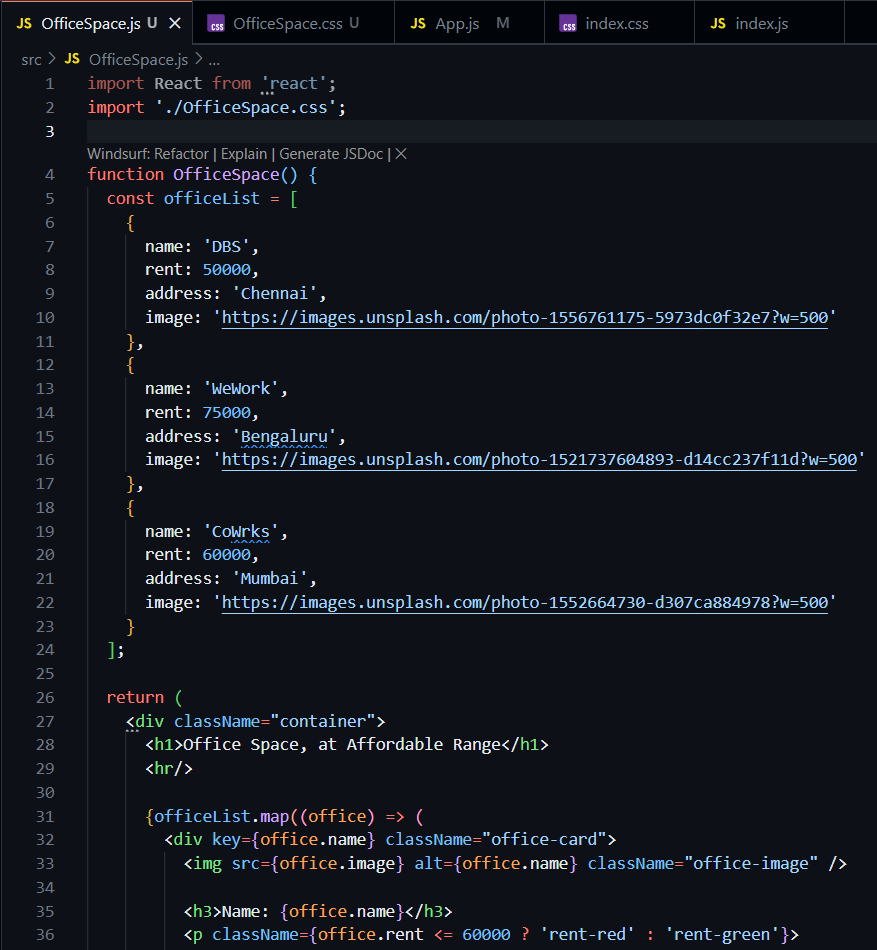 JS OfficeSpace.js U × css OfficeSpace.css U JS App.js M css index.css JS index.js
src > JS OfficeSpace.js > ...
1 import React from 'react';
2 import './OfficeSpace.css';
3
Windsurf: Refactor | Explain | Generate JSDoc | ×
4 function OfficeSpace() {
5   const officeList = [
6     {
7       name: 'DBS',
8       rent: 50000,
9       address: 'Chennai',
10       image: 'https://images.unsplash.com/photo-1556761175-5973dc0f32e7?w=500'
11     },
12     {
13       name: 'WeWork',
14       rent: 75000,
15       address: 'Bengaluru',
16       image: 'https://images.unsplash.com/photo-1521737604893-d14cc237f11d?w=500'
17     },
18     {
19       name: 'CoWrks',
20       rent: 60000,
21       address: 'Mumbai',
22       image: 'https://images.unsplash.com/photo-1552664730-d307ca884978?w=500'
23     }
24   ];
25
26   return (
27     <div className="container">
28       <h1>Office Space, at Affordable Range</h1>
29       <hr/>
30
31       {officeList.map((office) => (
32         <div key={office.name} className="office-card">
33           <img src={office.image} alt={office.name} className="office-image" />
34
35           <h3>Name: {office.name}</h3>
36           <p className={office.rent <= 60000 ? 'rent-red' : 'rent-green'}>